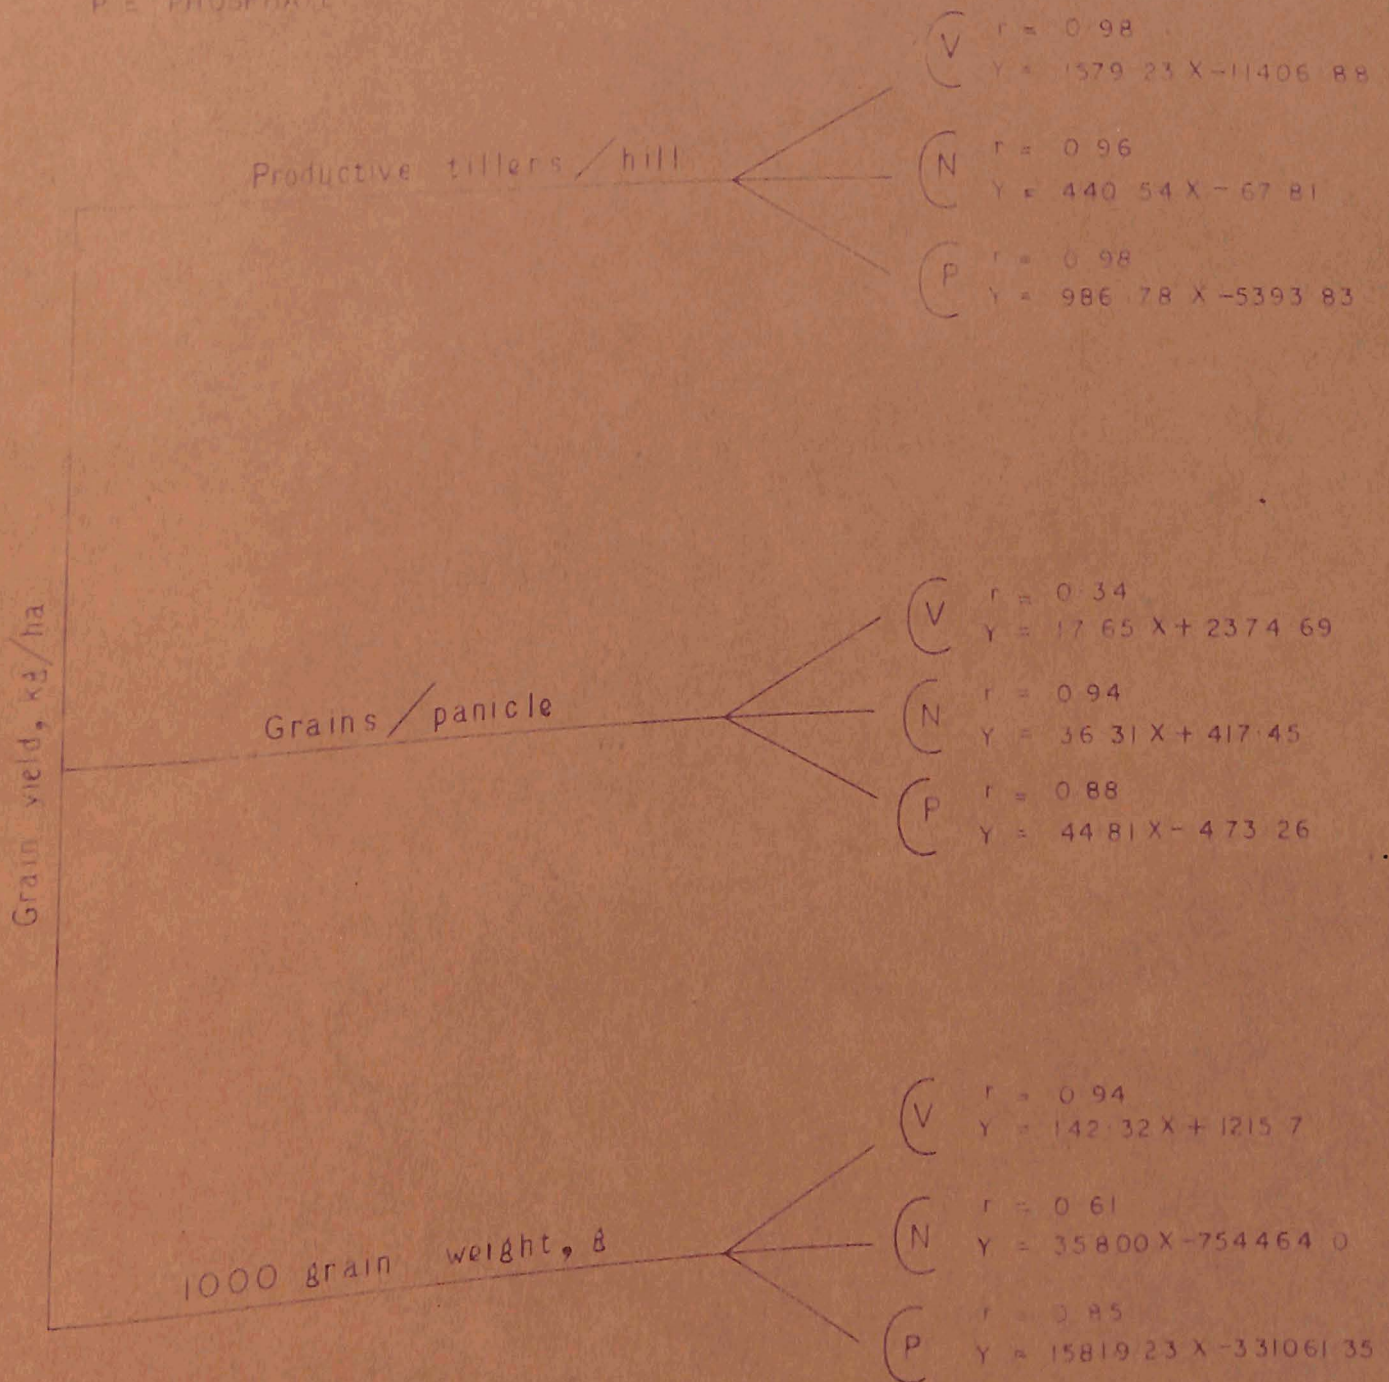 P = PHOSPHATE
V r = 0.98
Y = 1579.23 X - 11406.88
Productive tillers / hill
N r = 0.96
Y = 440.54 X - 67.81
P r = 0.98
Y = 986.78 X - 5393.83
Grain yield, kg/ha
V r = 0.34
Y = 17.65 X + 2374.69
Grains / panicle
N r = 0.94
Y = 36.31 X + 417.45
P r = 0.88
Y = 44.81 X - 473.26
V r = 0.94
Y = 142.32 X + 1215.7
1000 grain weight, g
N r = 0.61
Y = 35800 X - 754464.0
P r = 0.85
Y = 15819.23 X - 331061.35